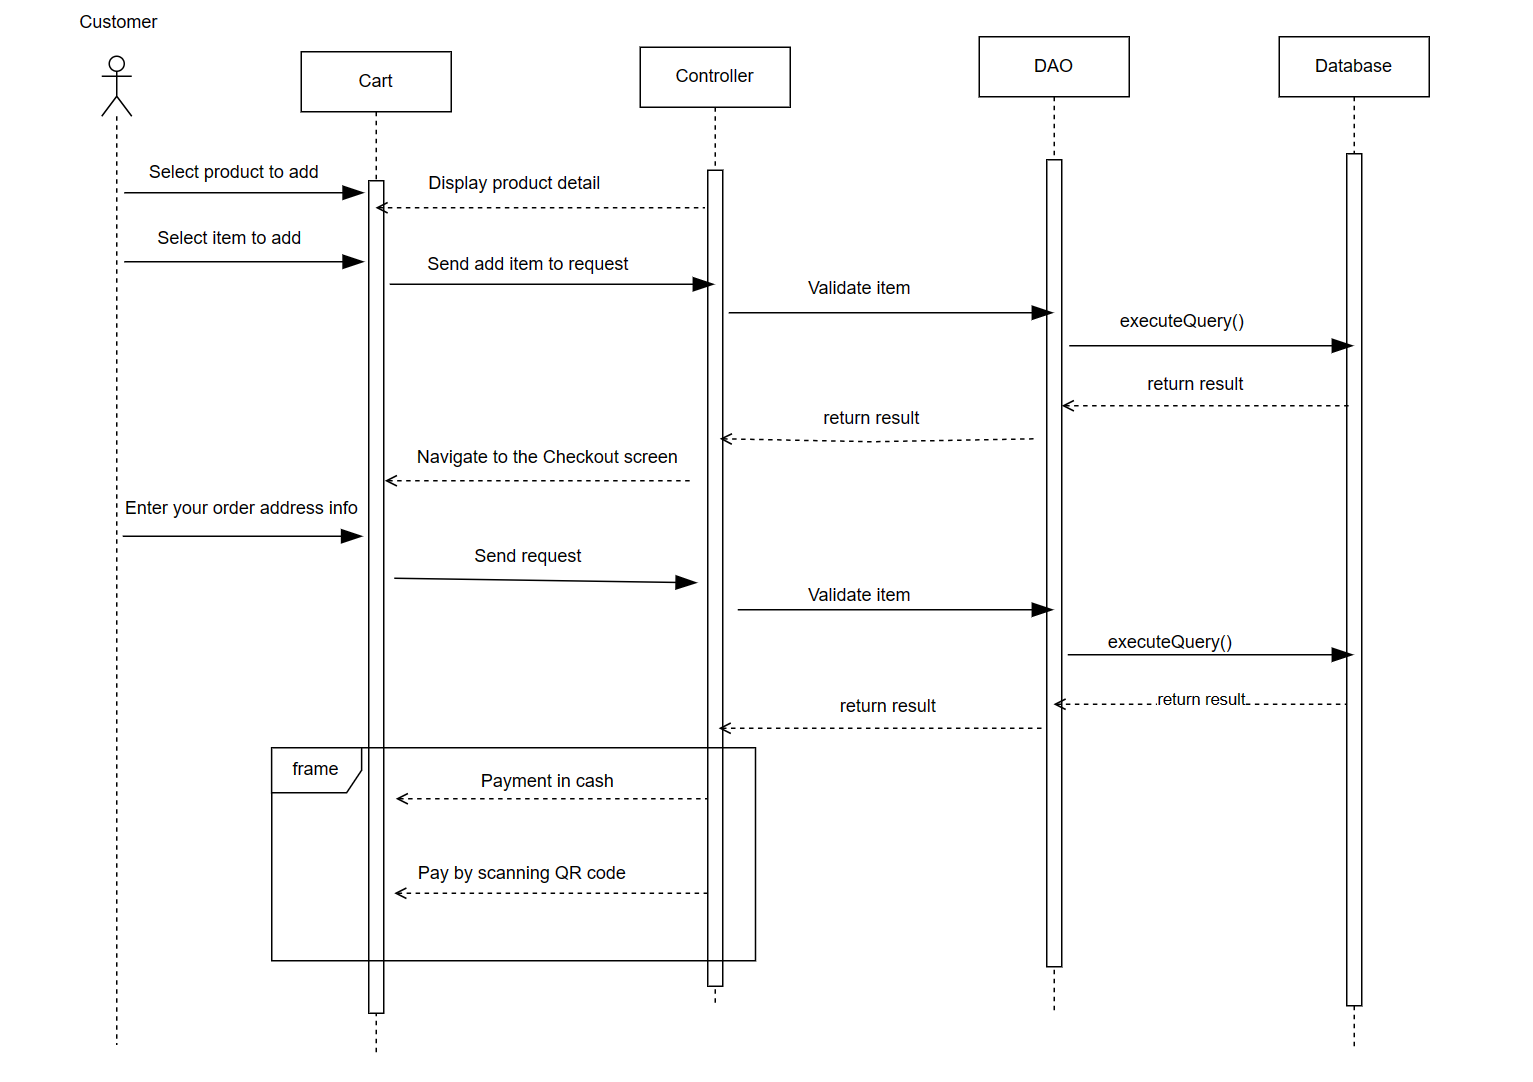 Customer
Cart
Controller
DAO
Database
Select product to add
Display product detail
Select item to add
Send add item to request
Validate item
executeQuery()
return result
return result
Navigate to the Checkout screen
Enter your order address info
Send request
Validate item
executeQuery()
return result
return result
frame
Payment in cash
Pay by scanning QR code